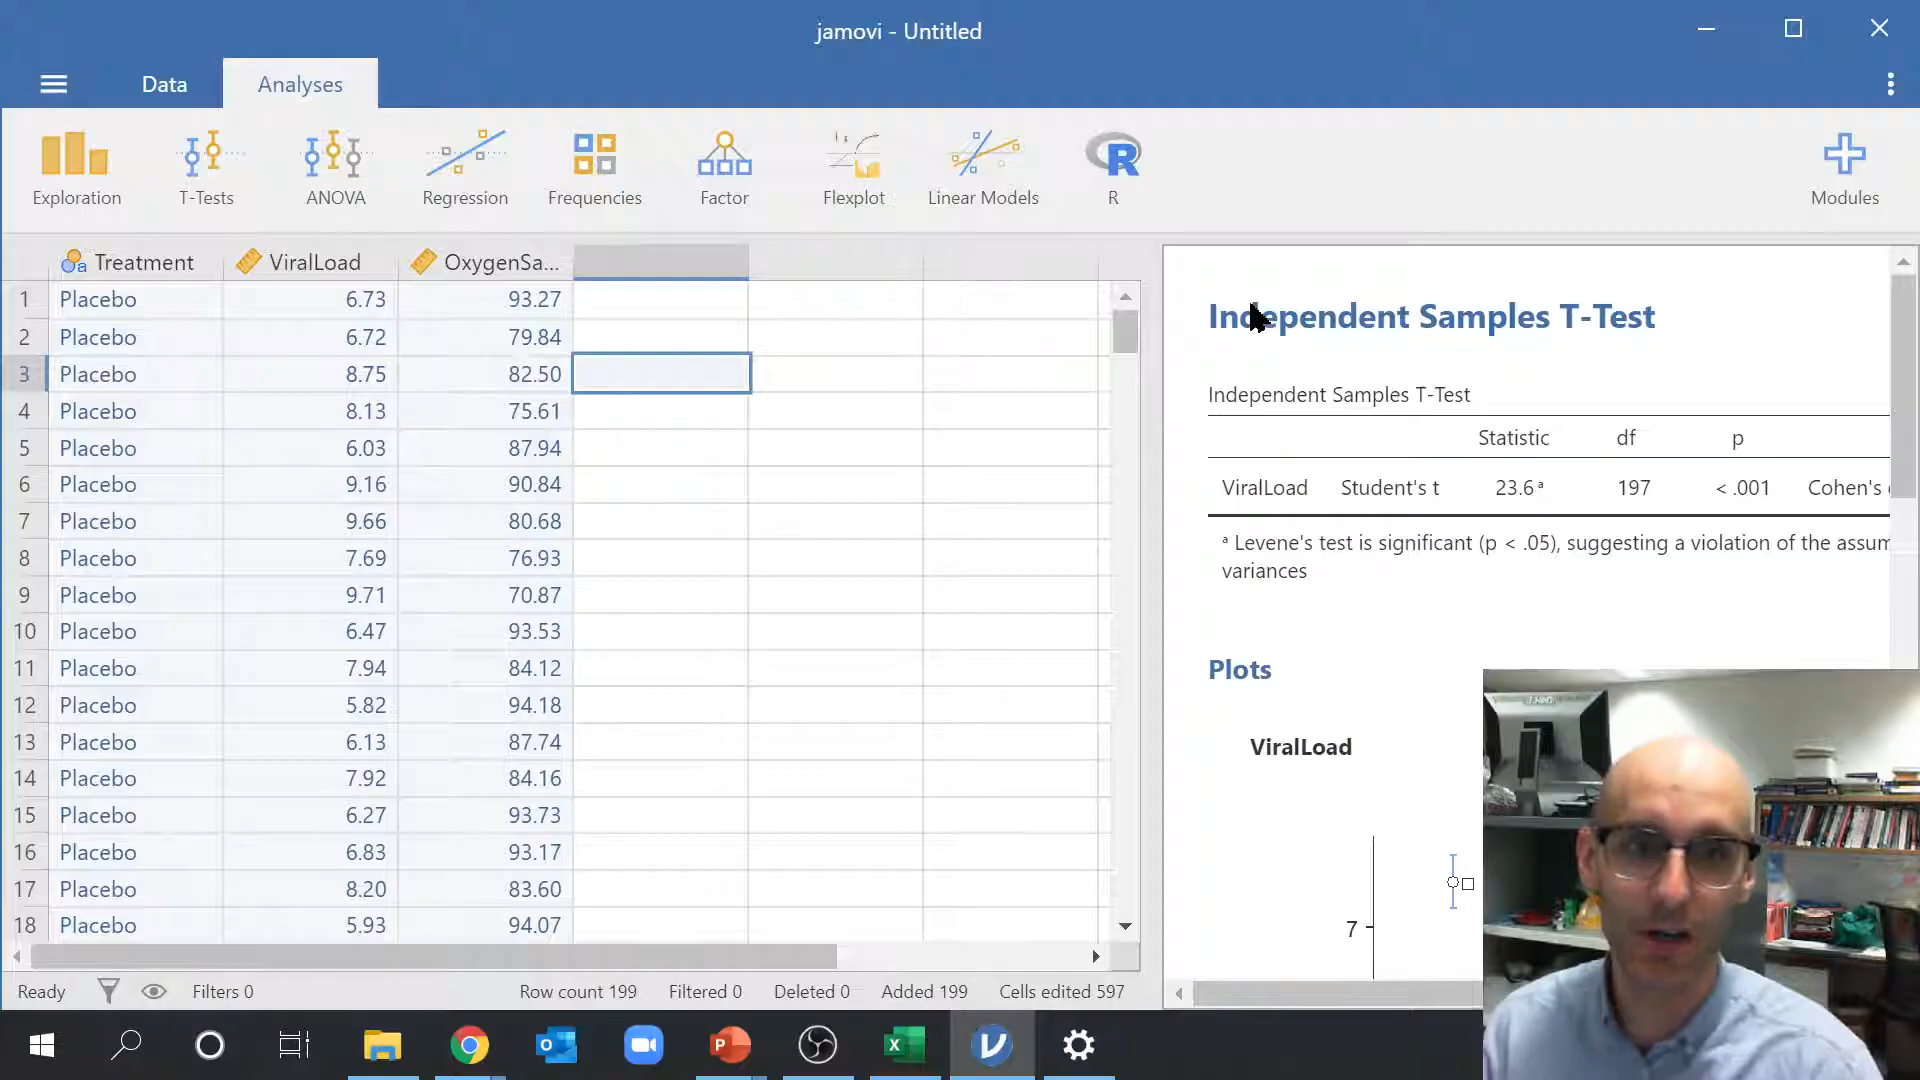 jamovi - Untitled
Data
Analyses
Exploration
T-Tests
ANOVA
Regression
Frequencies
Factor
Flexplot
Linear Models
R
Modules
Treatment ViralLoad OxygenSa...
1 Placebo 6.73 93.27
2 Placebo 6.72 79.84
3 Placebo 8.75 82.50
4 Placebo 8.13 75.61
5 Placebo 6.03 87.94
6 Placebo 9.16 90.84
7 Placebo 9.66 80.68
8 Placebo 7.69 76.93
9 Placebo 9.71 70.87
10 Placebo 6.47 93.53
11 Placebo 7.94 84.12
12 Placebo 5.82 94.18
13 Placebo 6.13 87.74
14 Placebo 7.92 84.16
15 Placebo 6.27 93.73
16 Placebo 6.83 93.17
17 Placebo 8.20 83.60
18 Placebo 5.93 94.07
Ready Filters 0 Row count 199 Filtered 0 Deleted 0 Added 199 Cells edited 597
Independent Samples T-Test
Independent Samples T-Test
Statistic df p
ViralLoad Student's t 23.6 ᵃ 197 < .001 Cohen's
ᵃ Levene's test is significant (p < .05), suggesting a violation of the assum
variances
Plots
ViralLoad
7